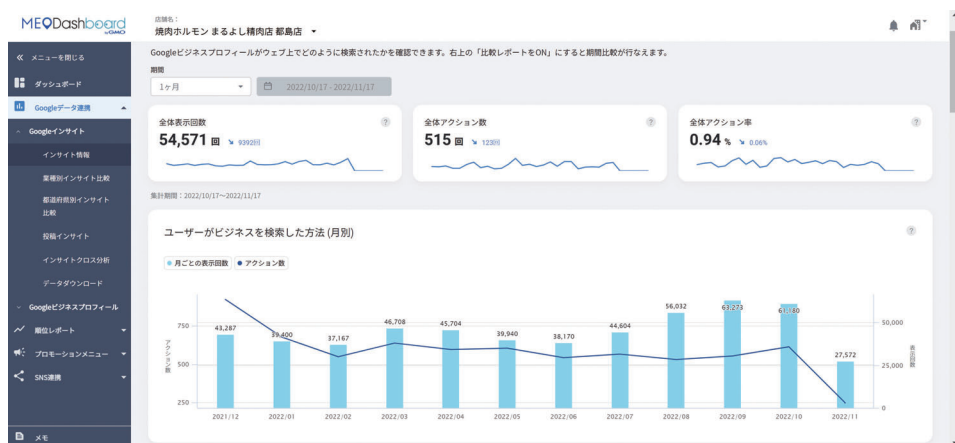 MEODashboard
by GMO
メニューを閉じる
ダッシュボード
Googleデータ連携
Googleインサイト
インサイト情報
業種別インサイト比較
都道府県別インサイト
比較
投稿インサイト
インサイトクロス分析
データダウンロード
Googleビジネスプロフィール
順位レポート
プロモーションメニュー
SNS連携
メモ
店舗名：
焼肉ホルモン まるよし精肉店 都島店
Googleビジネスプロフィールがウェブ上でどのように検索されたかを確認できます。右上の「比較レポートをON」にすると期間比較が行なえます。
期間
1ヶ月 2022/10/17 - 2022/11/17
全体表示回数 ?
54,571 回 9392回
全体アクション数 ?
515 回 123回
全体アクション率 ?
0.94 % 0.06%
集計期間：2022/10/17～2022/11/17
ユーザーがビジネスを検索した方法 (月別) ?
月ごとの表示回数 アクション数
アクション数
750
500
250
43,287 39,400 37,167 46,708 45,704 39,940 38,170 44,604 56,032 63,273 61,180 27,572
50,000
25,000
0
表示回数
2021/12 2022/01 2022/02 2022/03 2022/04 2022/05 2022/06 2022/07 2022/08 2022/09 2022/10 2022/11